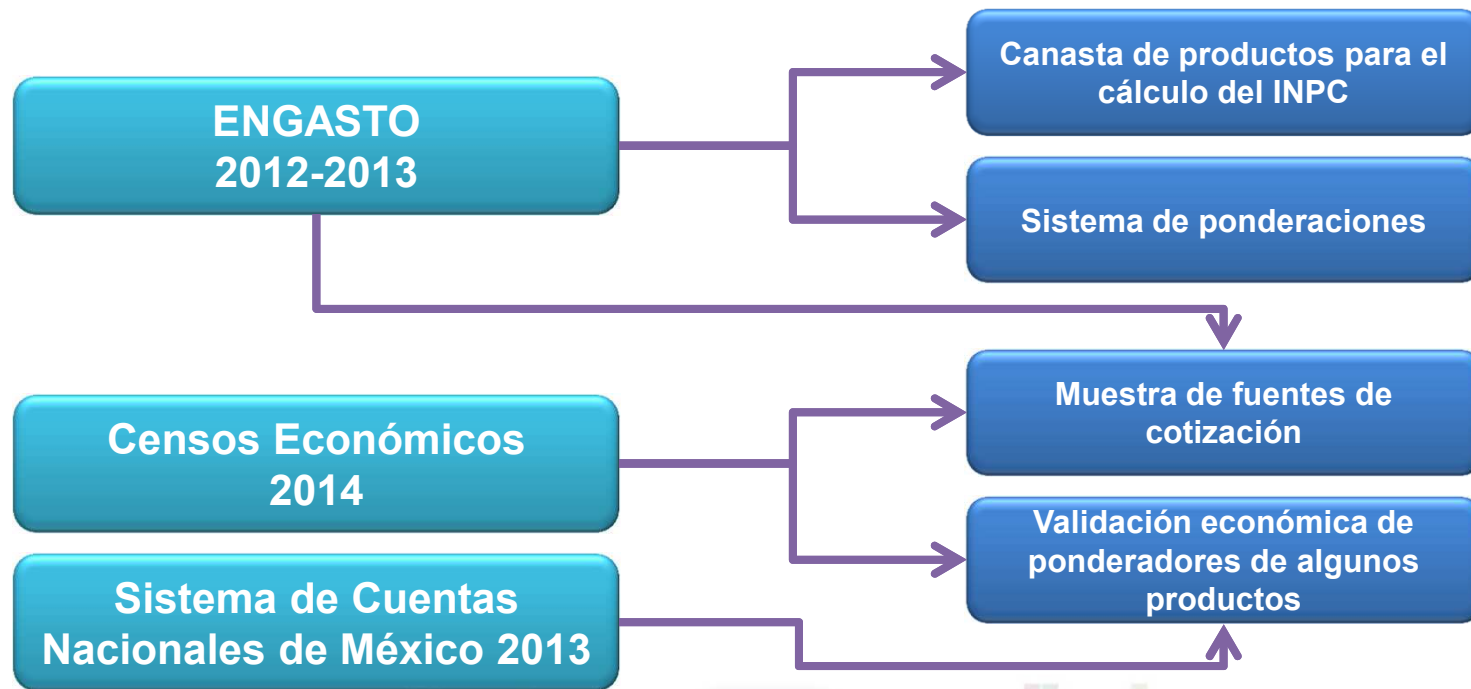 ENGASTO
2012-2013
Canasta de productos para el
cálculo del INPC
Sistema de ponderaciones
Censos Económicos
2014
Muestra de fuentes de
cotización
Validación económica de
ponderadores de algunos
productos
Sistema de Cuentas
Nacionales de México 2013